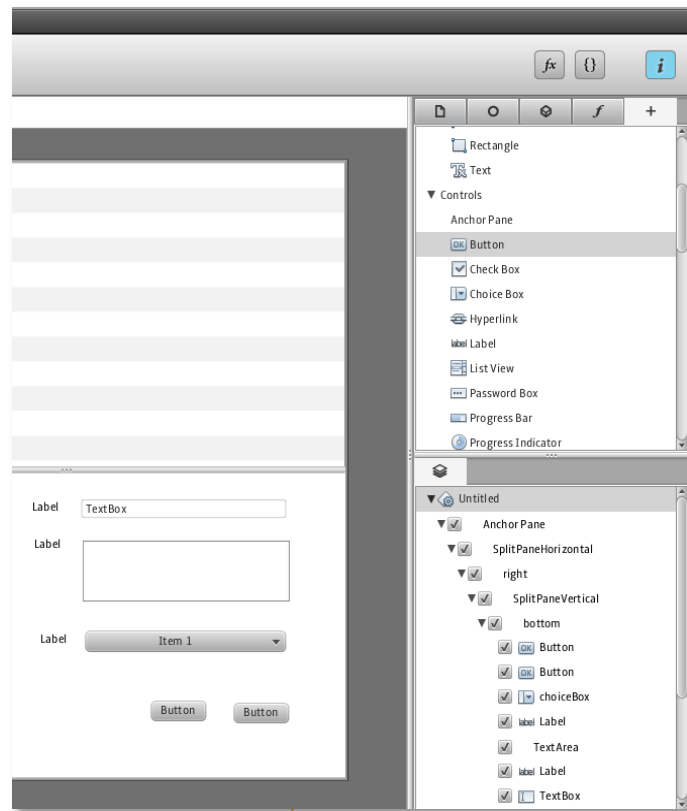 fx
{}
i
f
+
Rectangle
Text
Controls
Anchor Pane
OK Button
Check Box
Choice Box
Hyperlink
label Label
List View
Password Box
Progress Bar
Progress Indicator
Untitled
Anchor Pane
SplitPaneHorizontal
right
SplitPaneVertical
bottom
OK Button
OK Button
choiceBox
label Label
TextArea
label Label
TextBox
Label
TextBox
Label
Label
Item 1
Button
Button